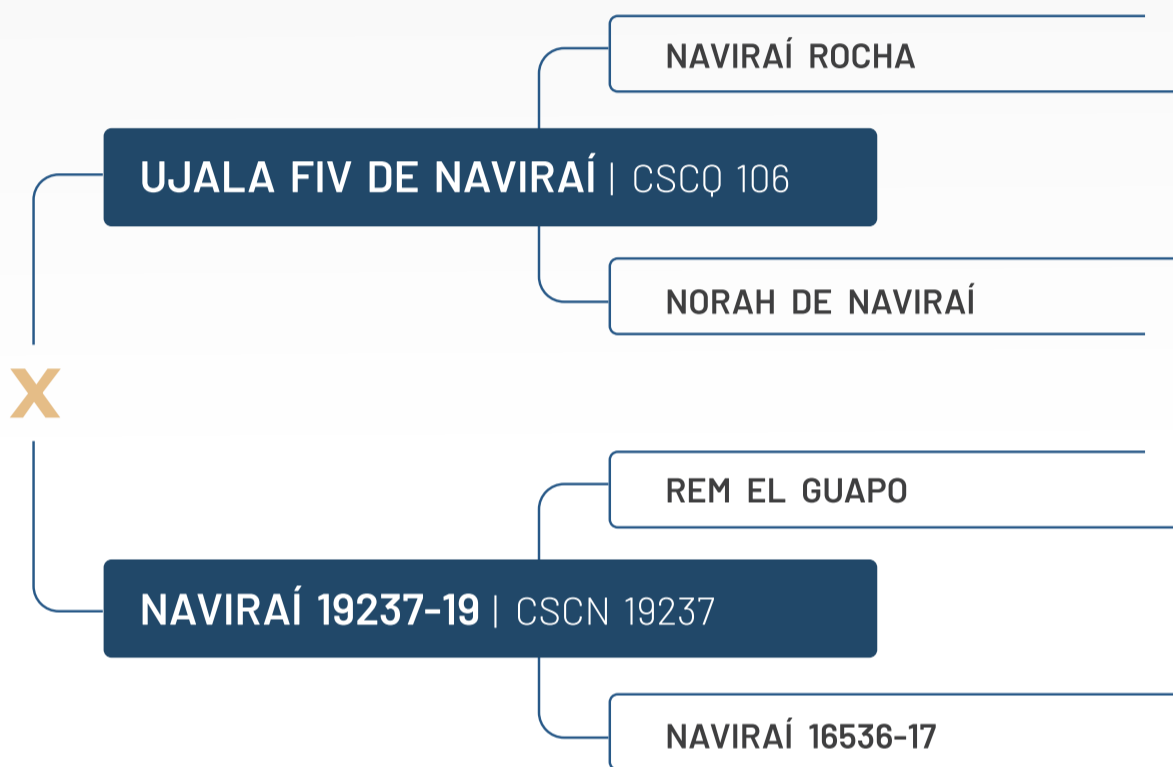 NAVIRAÍ ROCHA
UJALA FIV DE NAVIRAÍ | CSCQ 106
NORAH DE NAVIRAÍ
X
REM EL GUAPO
NAVIRAÍ 19237-19 | CSCN 19237
NAVIRAÍ 16536-17